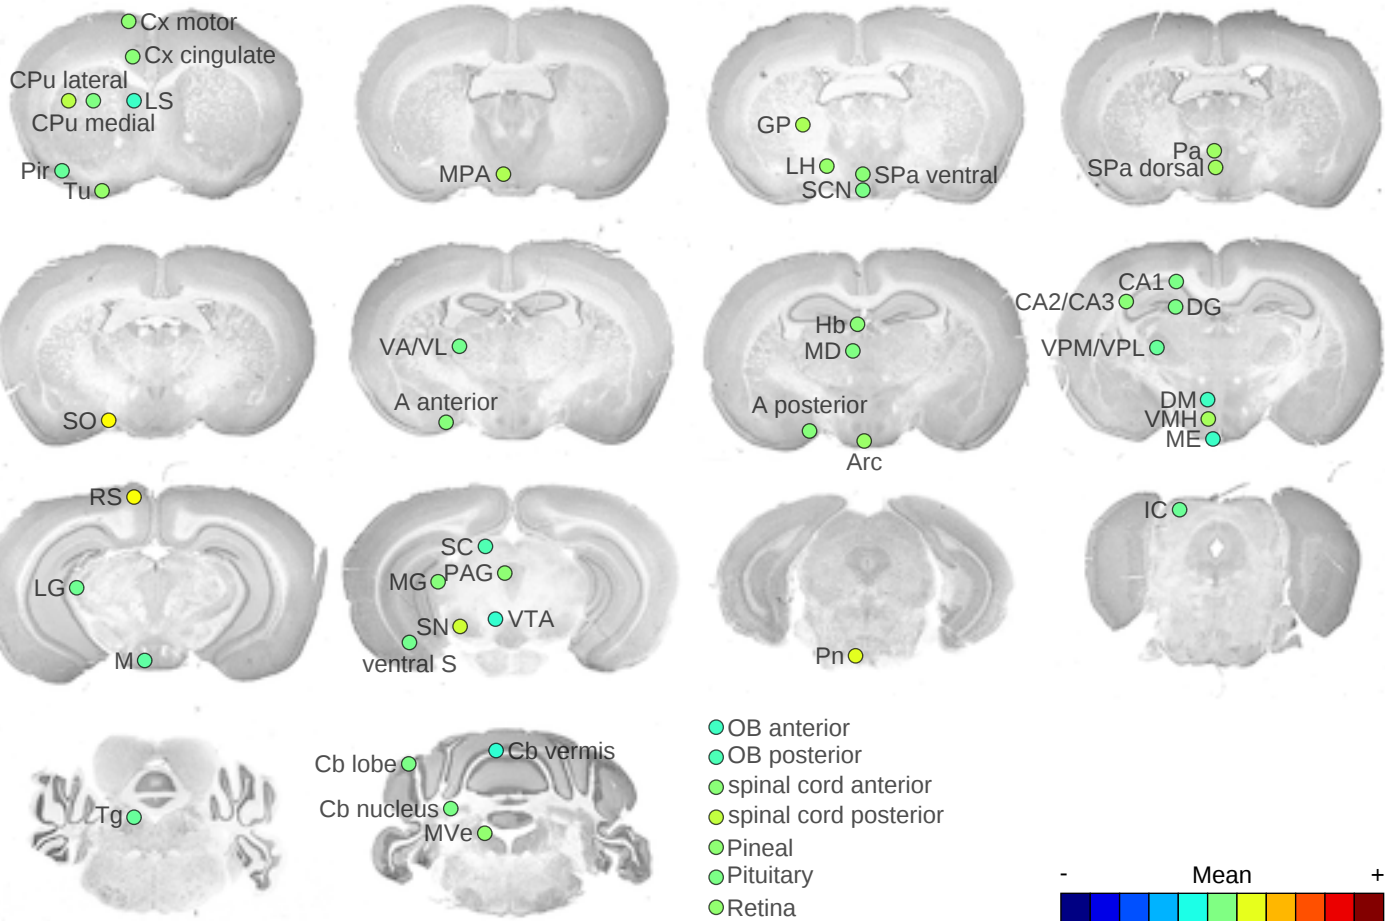 Cx motor
Cx cingulate
CPu lateral
LS
CPu medial
Pir
Tu
MPA
GP
LH
SPa ventral
SCN
Pa
SPa dorsal
SO
VA/VL
A anterior
Hb
MD
A posterior
Arc
CA1
CA2/CA3
DG
VPM/VPL
DM
VMH
ME
RS
LG
M
SC
MG
PAG
SN
VTA
ventral S
Pn
IC
Tg
Cb lobe
Cb vermis
Cb nucleus
MVe
OB anterior
OB posterior
spinal cord anterior
spinal cord posterior
Pineal
Pituitary
Retina
- Mean +